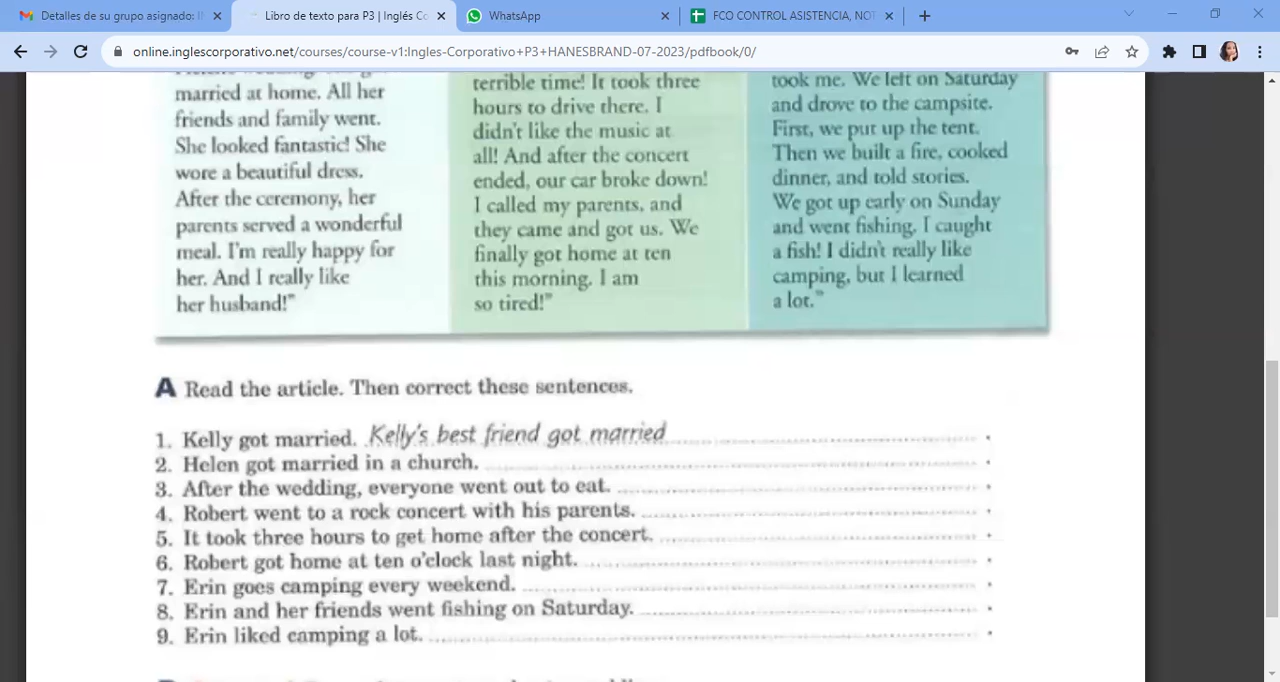 Detalles de su grupo asignado: I
Libro de texto para P3 | Inglés Co
WhatsApp
FCO CONTROL ASISTENCIA, NOT
online.inglescorporativo.net/courses/course-v1:Ingles-Corporativo+P3+HANESBRAND-07-2023/pdfbook/0/
married at home. All her
friends and family went.
She looked fantastic! She
wore a beautiful dress.
After the ceremony, her
parents served a wonderful
meal. I'm really happy for
her. And I really like
her husband!"
terrible time! It took three
hours to drive there. I
didn't like the music at
all! And after the concert
ended, our car broke down!
I called my parents, and
they came and got us. We
finally got home at ten
this morning. I am
so tired!"
took me. We left on Saturday
and drove to the campsite.
First, we put up the tent.
Then we built a fire, cooked
dinner, and told stories.
We got up early on Sunday
and went fishing. I caught
a fish! I didn't really like
camping, but I learned
a lot."
A Read the article. Then correct these sentences.
1. Kelly got married. Kelly's best friend got married
2. Helen got married in a church.
3. After the wedding, everyone went out to eat.
4. Robert went to a rock concert with his parents.
5. It took three hours to get home after the concert.
6. Robert got home at ten o'clock last night.
7. Erin goes camping every weekend.
8. Erin and her friends went fishing on Saturday.
9. Erin liked camping a lot.